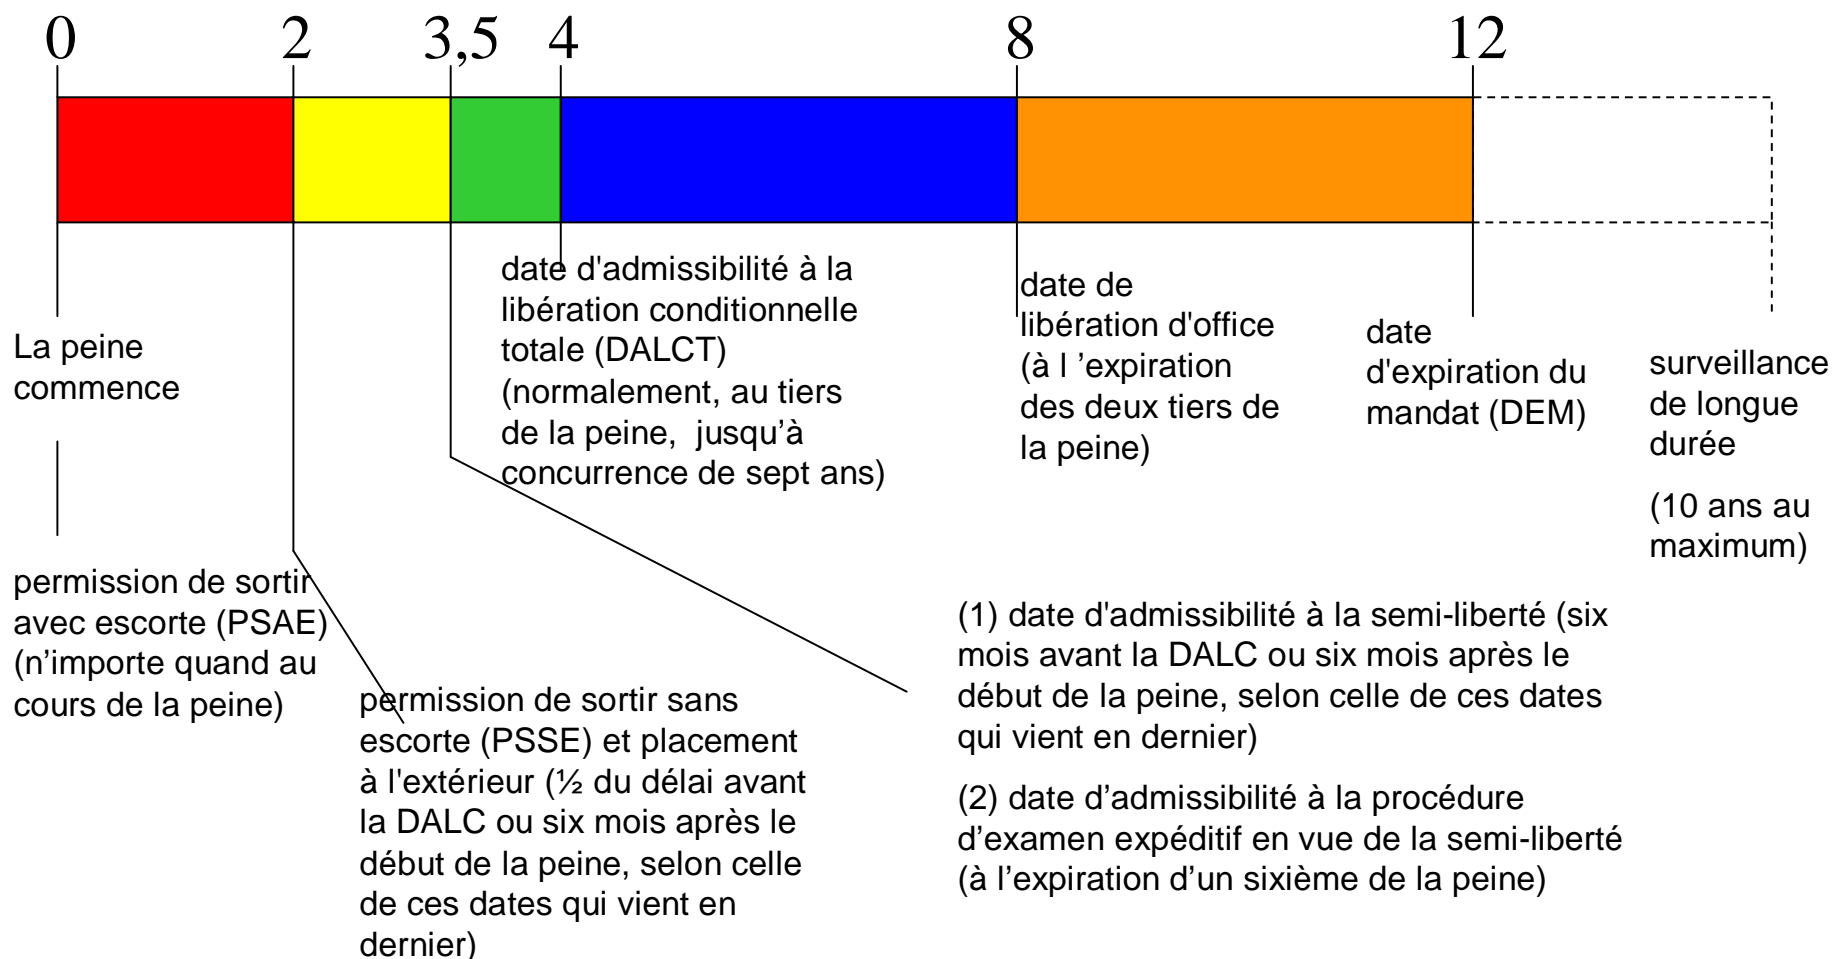 0 2 3,5 4 8 12
La peine
commence
permission de sortir
avec escorte (PSAE)
(n’importe quand au
cours de la peine)
permission de sortir sans
escorte (PSSE) et placement
à l'extérieur (½ du délai avant
la DALC ou six mois après le
début de la peine, selon celle
de ces dates qui vient en
dernier)
date d'admissibilité à la
libération conditionnelle
totale (DALCT)
(normalement, au tiers
de la peine, jusqu’à
concurrence de sept ans)
(1) date d'admissibilité à la semi-liberté (six
mois avant la DALC ou six mois après le
début de la peine, selon celle de ces dates
qui vient en dernier)
(2) date d’admissibilité à la procédure
d’examen expéditif en vue de la semi-liberté
(à l’expiration d’un sixième de la peine)
date de
libération d'office
(à l ’expiration
des deux tiers de
la peine)
date
d'expiration du
mandat (DEM)
surveillance
de longue
durée
(10 ans au
maximum)